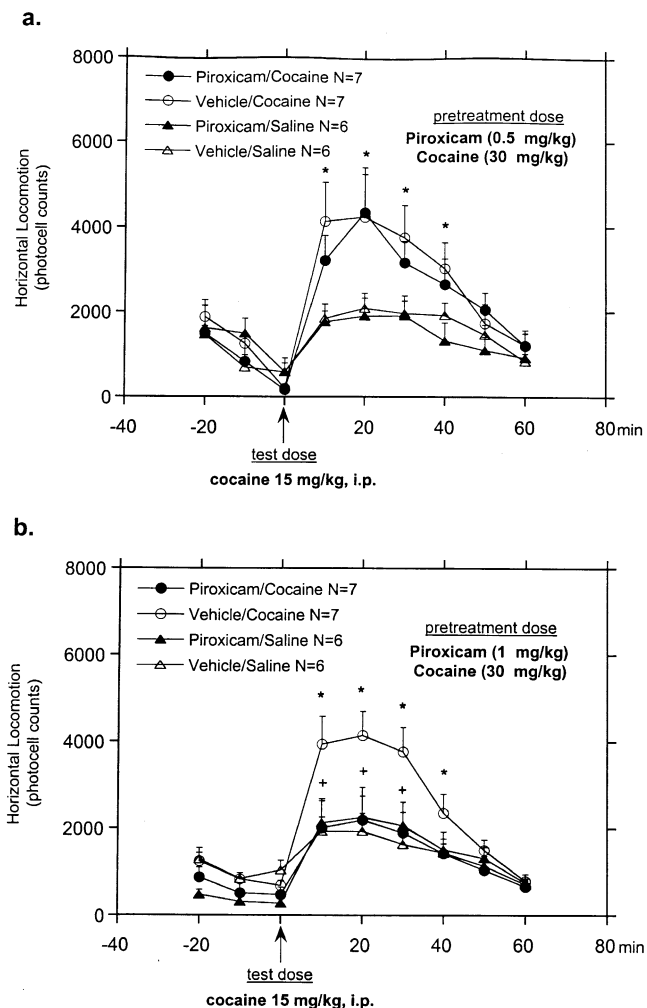 a.
8000
6000
4000
2000
0
Horizontal Locomotion
(photocell counts)
Piroxicam/Cocaine N=7
Vehicle/Cocaine N=7
Piroxicam/Saline N=6
Vehicle/Saline N=6
pretreatment dose
Piroxicam (0.5 mg/kg)
Cocaine (30 mg/kg)
* * * *
-40 -20 0 20 40 60 80 min
test dose
cocaine 15 mg/kg, i.p.
b.
8000
6000
4000
2000
0
Horizontal Locomotion
(photocell counts)
Piroxicam/Cocaine N=7
Vehicle/Cocaine N=7
Piroxicam/Saline N=6
Vehicle/Saline N=6
pretreatment dose
Piroxicam (1 mg/kg)
Cocaine (30 mg/kg)
* * * *
+ + +
-40 -20 0 20 40 60 80 min
test dose
cocaine 15 mg/kg, i.p.